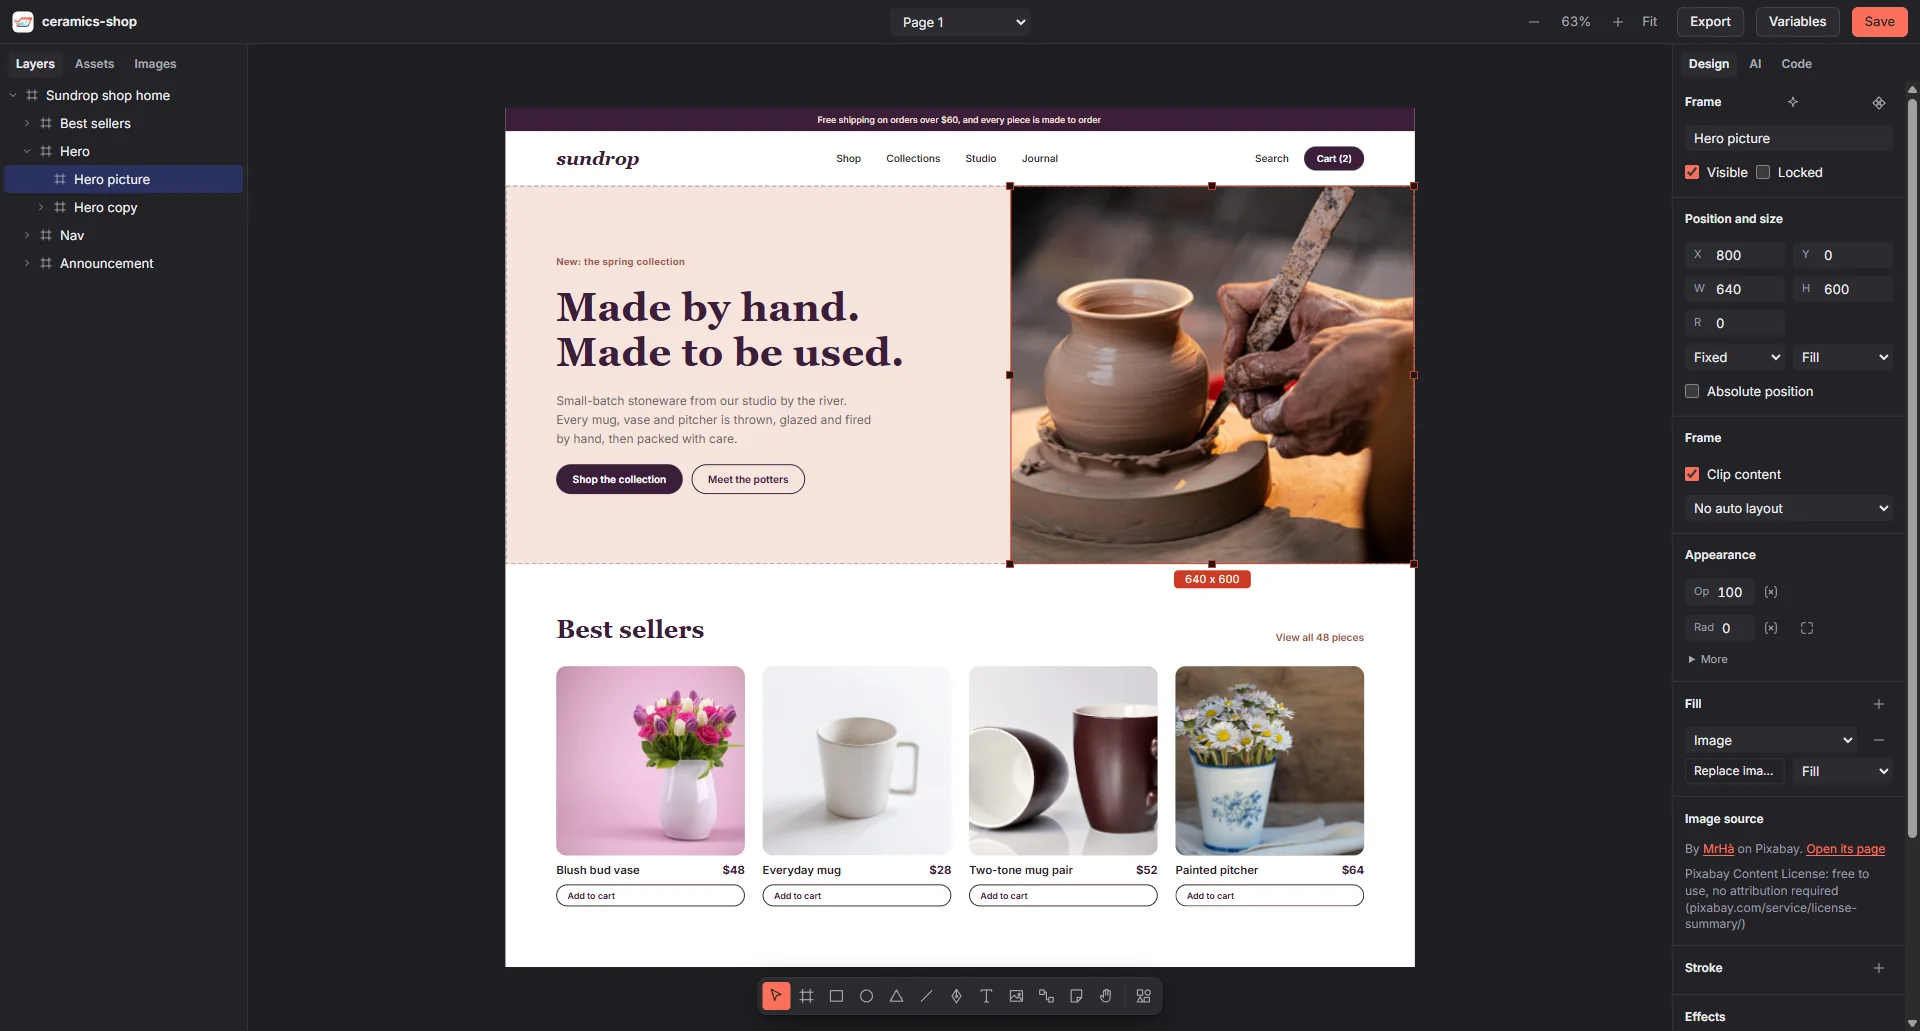 ceramics-shop
Page 1
63%
Fit
Export
Variables
Save
Layers
Assets
Images
Sundrop shop home
Best sellers
Hero
Hero picture
Hero copy
Nav
Announcement
Free shipping on orders over $60, and every piece is made to order
sundrop
Shop
Collections
Studio
Journal
Search
Cart (2)
New: the spring collection
Made by hand.
Made to be used.
Small-batch stoneware from our studio by the river.
Every mug, vase and pitcher is thrown, glazed and fired
by hand, then packed with care.
Shop the collection
Meet the potters
640 x 600
Best sellers
View all 48 pieces
Blush bud vase
$48
Everyday mug
$28
Two-tone mug pair
$52
Painted pitcher
$64
Add to cart
Add to cart
Add to cart
Add to cart
Design
AI
Code
Frame
Hero picture
Visible
Locked
Position and size
X 800
Y 0
W 640
H 600
R 0
Fixed
Fill
Absolute position
Frame
Clip content
No auto layout
Appearance
Op 100
Rad 0
More
Fill
Image
Replace ima...
Fill
Image source
By MrHà on Pixabay. Open its page
Pixabay Content License: free to
use, no attribution required
(pixabay.com/service/license-
summary/)
Stroke
Effects